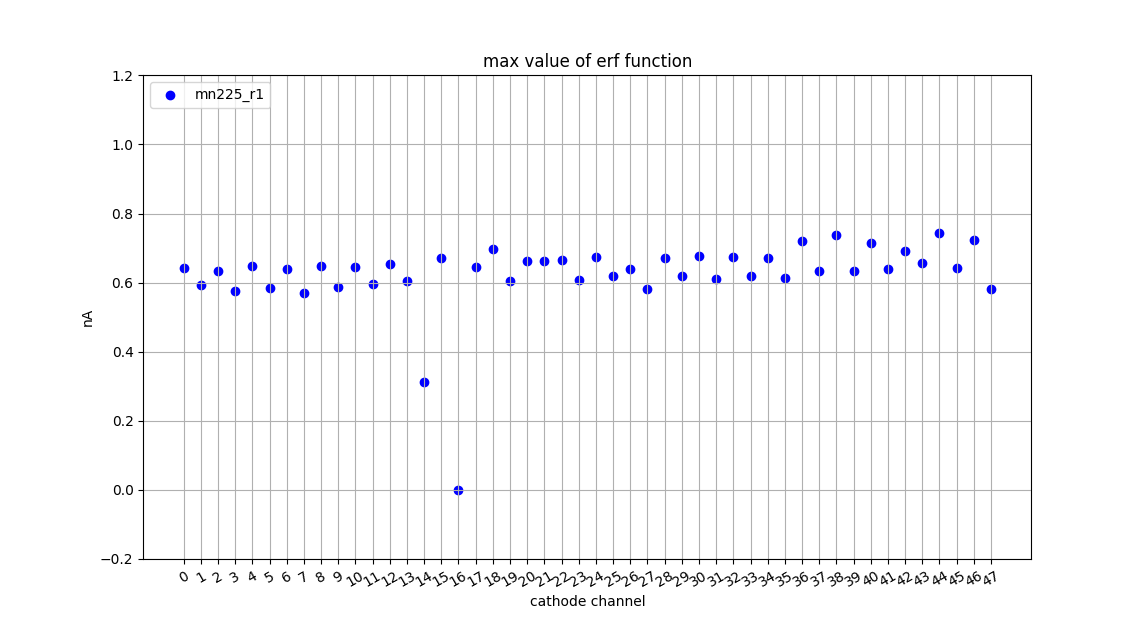 max value of erf function
mn225_r1
1.2
1.0
0.8
0.6
0.4
0.2
0.0
−0.2
nA
0 1 2 3 4 5 6 7 8 9 10 11 12 13 14 15 16 17 18 19 20 21 22 23 24 25 26 27 28 29 30 31 32 33 34 35 36 37 38 39 40 41 42 43 44 45 46 47
cathode channel